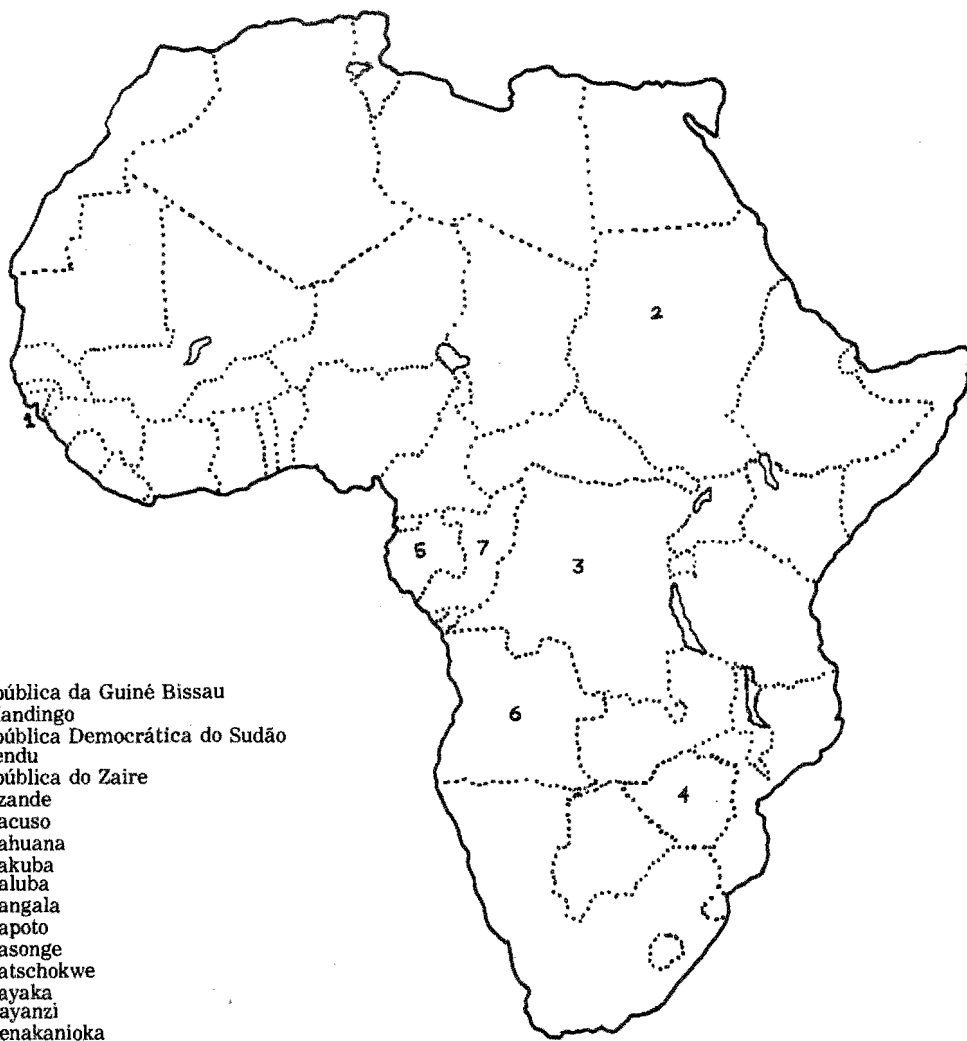 2
1
5
7
3
6
4
pública da Guiné Bissau
andingo
pública Democrática do Sudão
endu
pública do Zaire
zande
acuso
ahuana
akuba
aluba
angala
apoto
asonge
atschokwe
ayaka
ayanzi
enakanioka